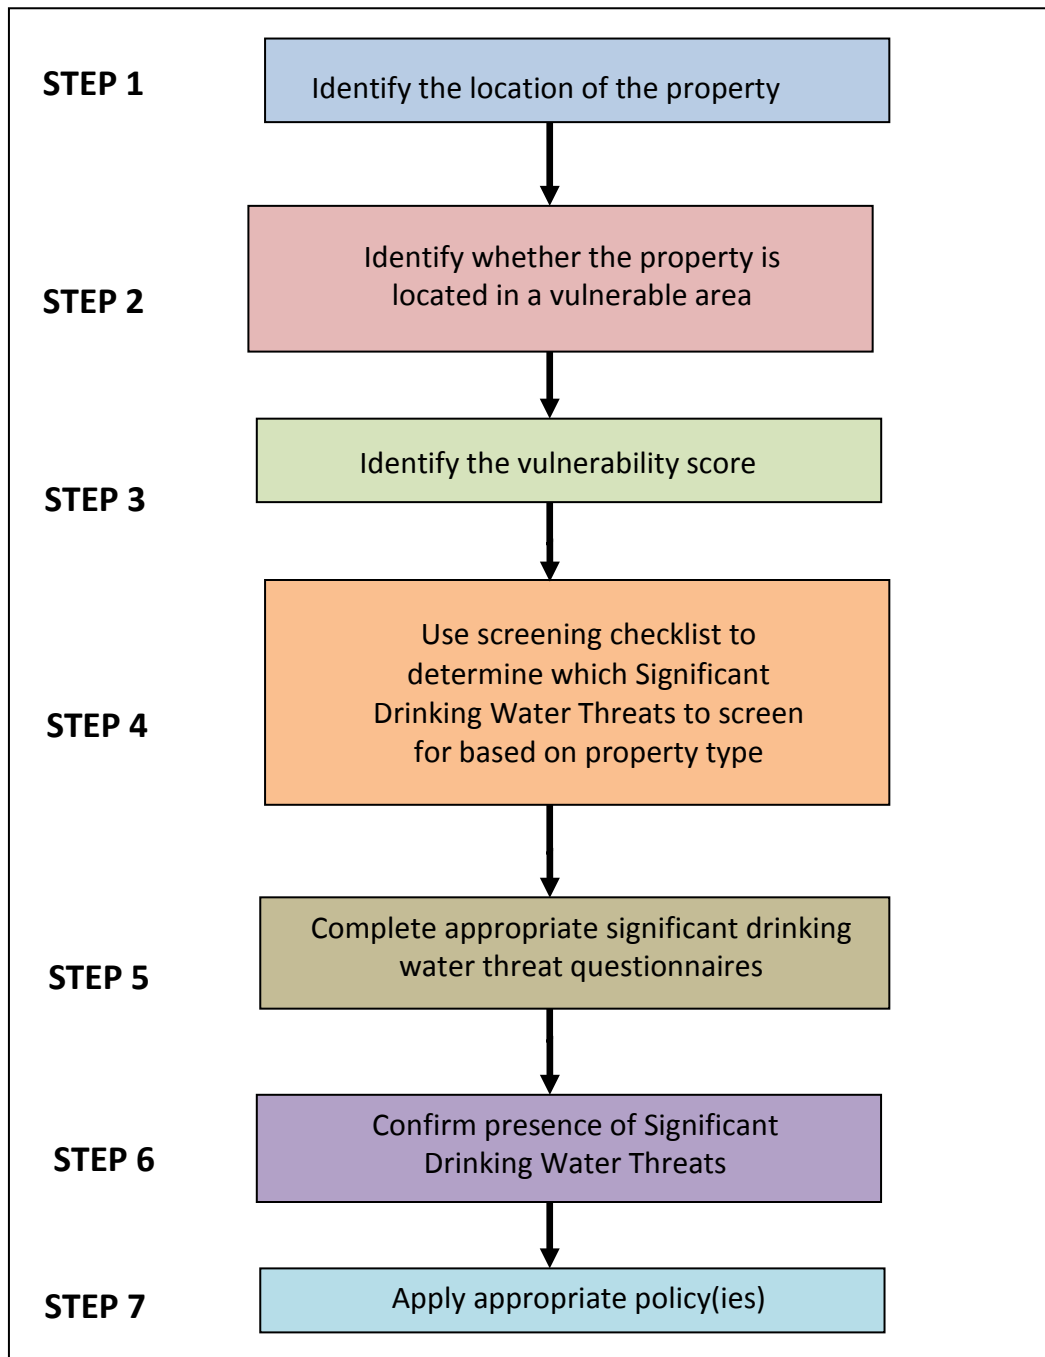 STEP 1
Identify the location of the property
STEP 2
Identify whether the property is
located in a vulnerable area
STEP 3
Identify the vulnerability score
STEP 4
Use screening checklist to
determine which Significant
Drinking Water Threats to screen
for based on property type
STEP 5
Complete appropriate significant drinking
water threat questionnaires
STEP 6
Confirm presence of Significant
Drinking Water Threats
STEP 7
Apply appropriate policy(ies)